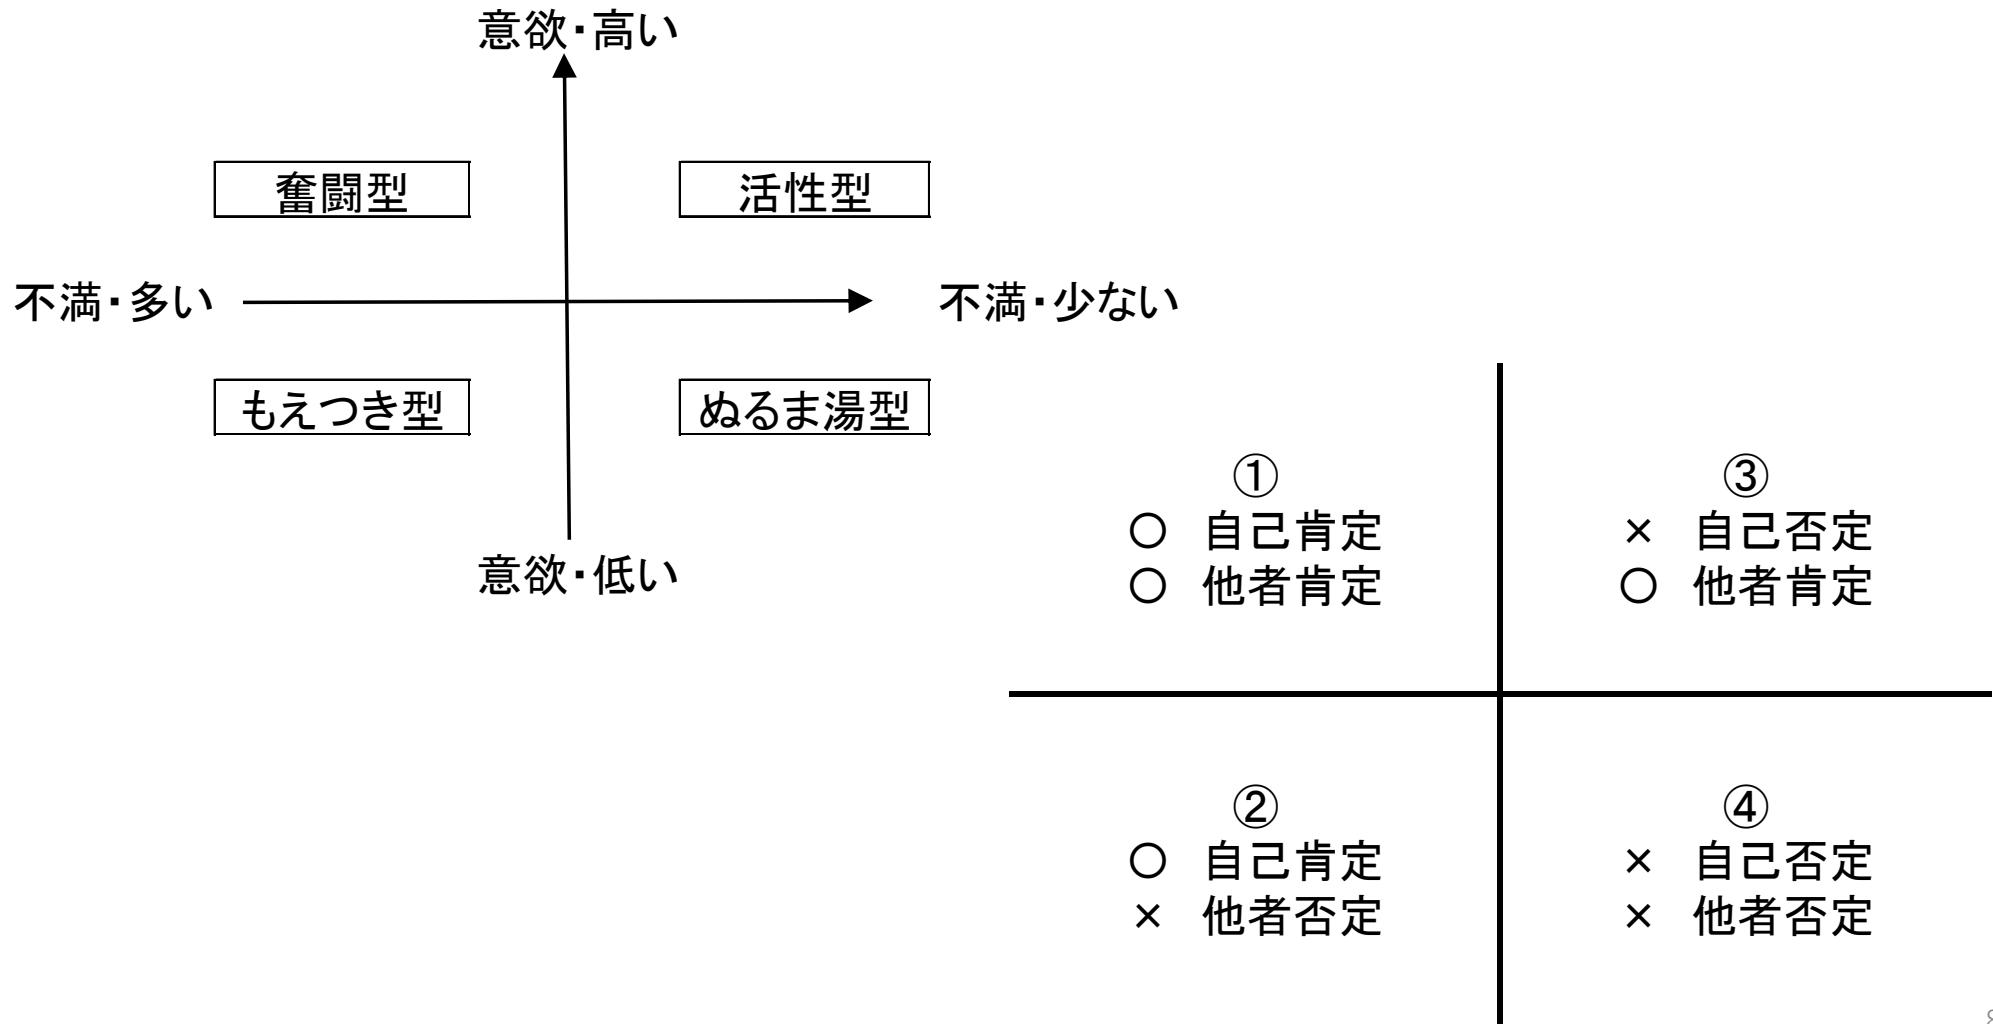 意欲・高い
奮闘型
活性型
不満・多い
不満・少ない
もえつき型
ぬるま湯型
意欲・低い
①
○ 自己肯定
○ 他者肯定
③
× 自己否定
○ 他者肯定
②
○ 自己肯定
× 他者否定
④
× 自己否定
× 他者否定